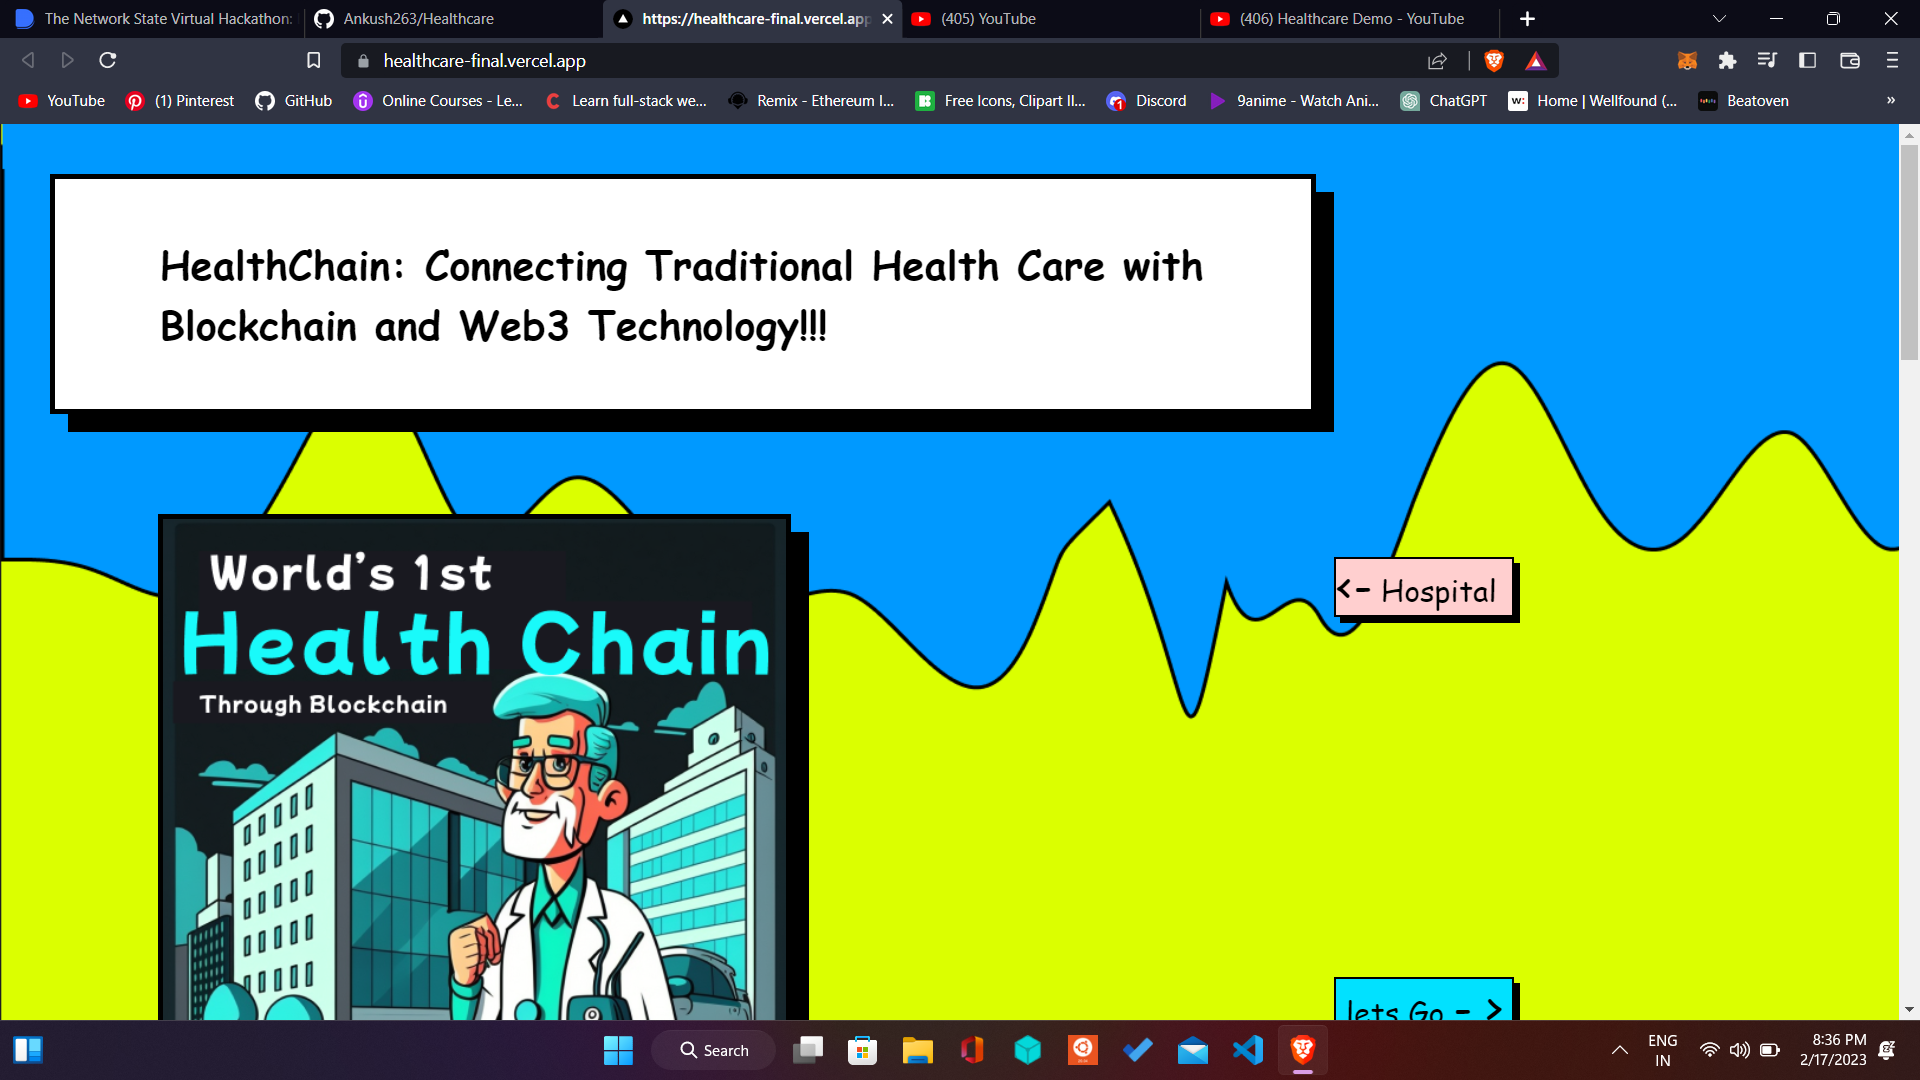 The Network State Virtual Hackathon:
Ankush263/Healthcare
https://healthcare-final.vercel.app
(405) YouTube
(406) Healthcare Demo - YouTube
healthcare-final.vercel.app
YouTube
(1) Pinterest
GitHub
Online Courses - Le...
Learn full-stack we...
Remix - Ethereum I...
Free Icons, Clipart Il...
Discord
9anime - Watch Ani...
ChatGPT
w:
Home | Wellfound (...
Beatoven
»
HealthChain: Connecting Traditional Health Care with
Blockchain and Web3 Technology!!!
World's 1st
Health Chain
Through Blockchain
<- Hospital
lets Go - >
Search
ENG
IN
8:36 PM
2/17/2023